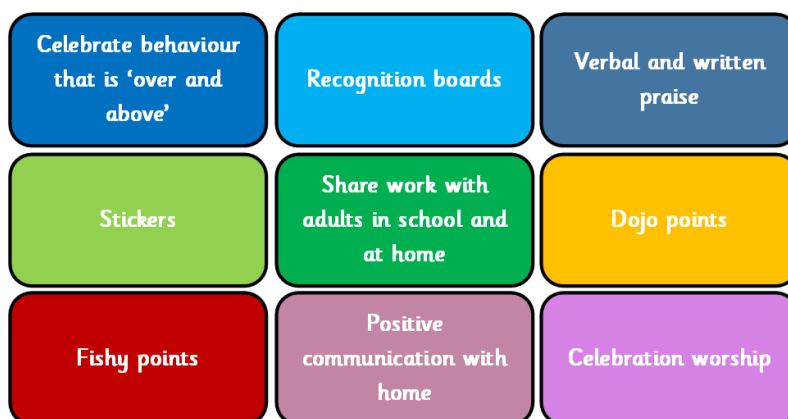 Celebrate behaviour
that is ‘over and
above’
Recognition boards
Verbal and written
praise
Stickers
Share work with
adults in school and
at home
Dojo points
Fishy points
Positive
communication with
home
Celebration worship